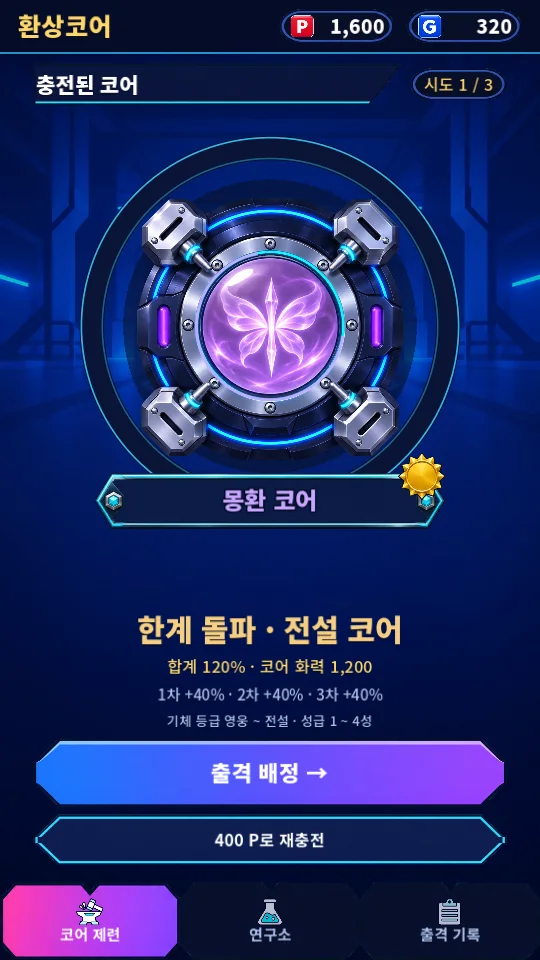 환상코어
P 1,600
G 320
충전된 코어
시도 1 / 3
몽환 코어
한계 돌파 · 전설 코어
합계 120% · 코어 화력 1,200
1차 +40% · 2차 +40% · 3차 +40%
기체 등급 영웅 ~ 전설 · 성급 1 ~ 4성
출격 배정 →
400 P로 재충전
코어 제련
연구소
출격 기록